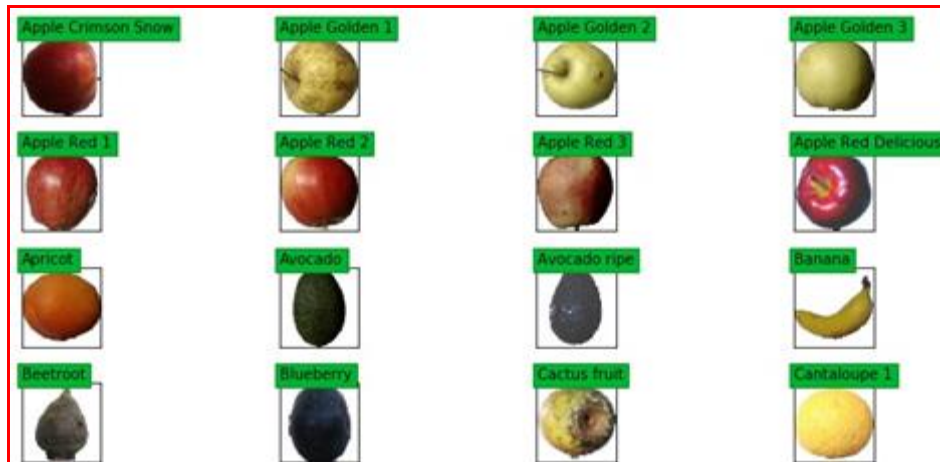 Apple Crimson Snow
Apple Golden 1
Apple Golden 2
Apple Golden 3
Apple Red 1
Apple Red 2
Apple Red 3
Apple Red Delicious
Apricot
Avocado
Avocado ripe
Banana
Beetroot
Blueberry
Cactus fruit
Cantaloupe 1